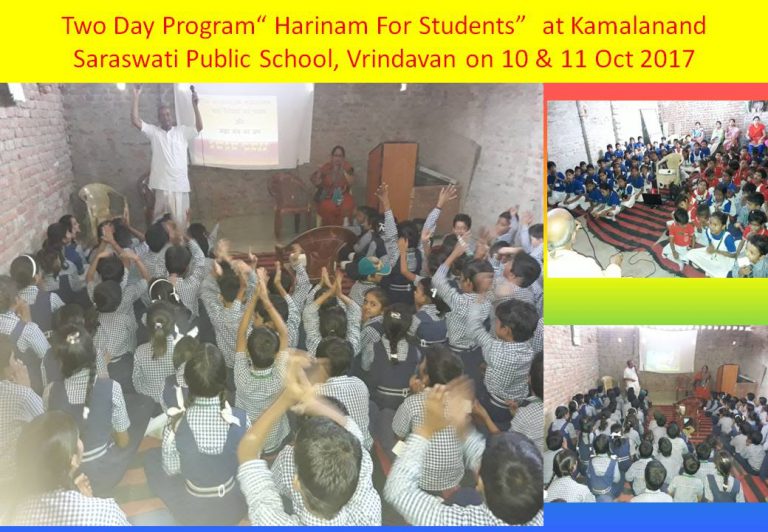 Two Day Program“ Harinam For Students”  at Kamalanand
Saraswati Public School, Vrindavan on 10 & 11 Oct 2017